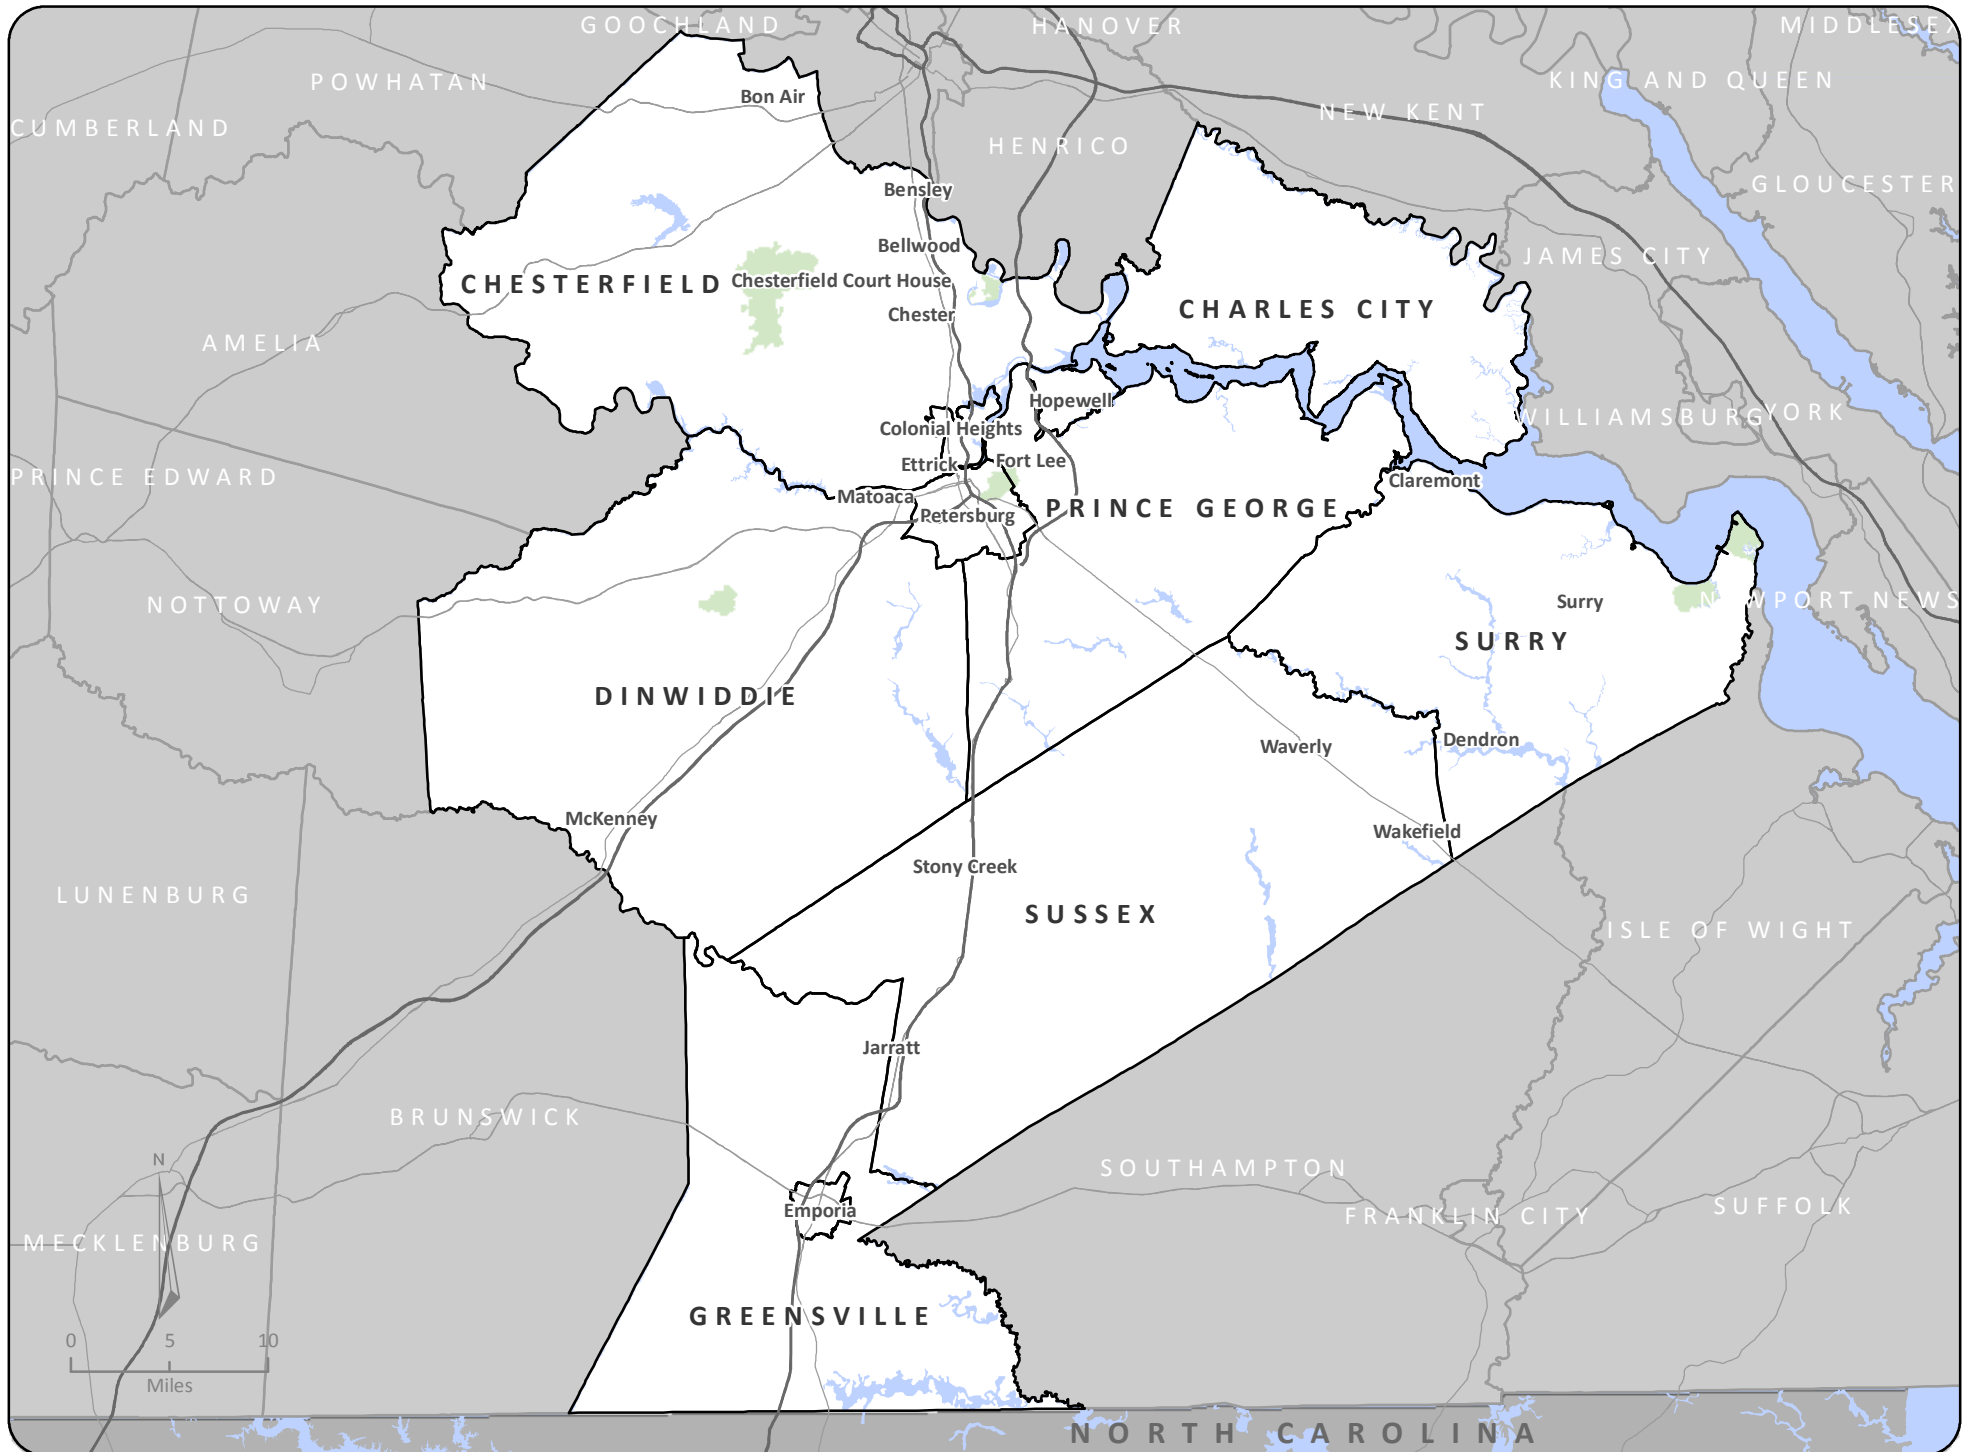 GOOCHLAND
HANOVER
MIDDLESEX
POWHATAN
KING AND QUEEN
Bon Air
NEW KENT
CUMBERLAND
HENRICO
GLOUCESTER
Bensley
Bellwood
JAMES CITY
CHESTERFIELD
Chesterfield Court House
CHARLES CITY
Chester
AMELIA
Hopewell
WILLIAMSBURG
YORK
Colonial Heights
Ettrick
Fort Lee
PRINCE EDWARD
Claremont
Matoaca
PRINCE GEORGE
Petersburg
NOTTOWAY
Surry
NEWPORT NEWS
SURRY
DINWIDDIE
Waverly
Dendron
McKenney
Wakefield
Stony Creek
LUNENBURG
SUSSEX
ISLE OF WIGHT
Jarratt
BRUNSWICK
N
SOUTHAMPTON
Emporia
FRANKLIN CITY
SUFFOLK
MECKLENBURG
GREENSVILLE
0 5 10
Miles
NORTH CAROLINA